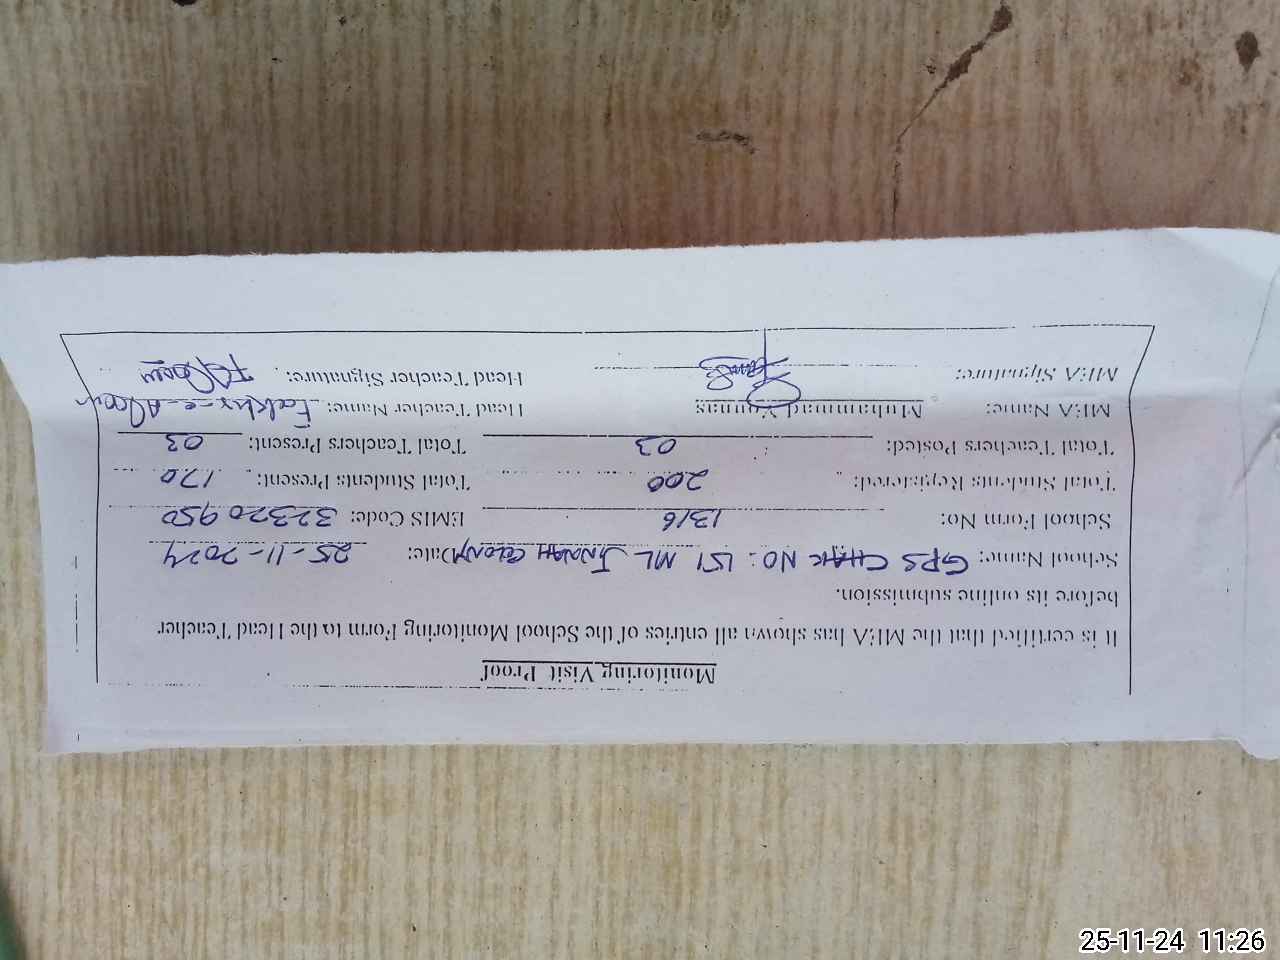 Monitoring Visit Proof
It is certified that the MEA has shown all entries of the School Monitoring Form to the Head Teacher
before its online submission.
School Name: GPS CHAK NO: 151 ML JINNAH COLONY Date: 25-11-2024
School Form No: 1316 EMIS Code: 32320950
Total Students Registered: 200 Total Students Present: 170
Total Teachers Posted: 03 Total Teachers Present: 03
MEA Name: Muhammad Younas Head Teacher Name: Fakhr-e-Alam
MEA Signature: Head Teacher Signature:
25-11-24 11:26